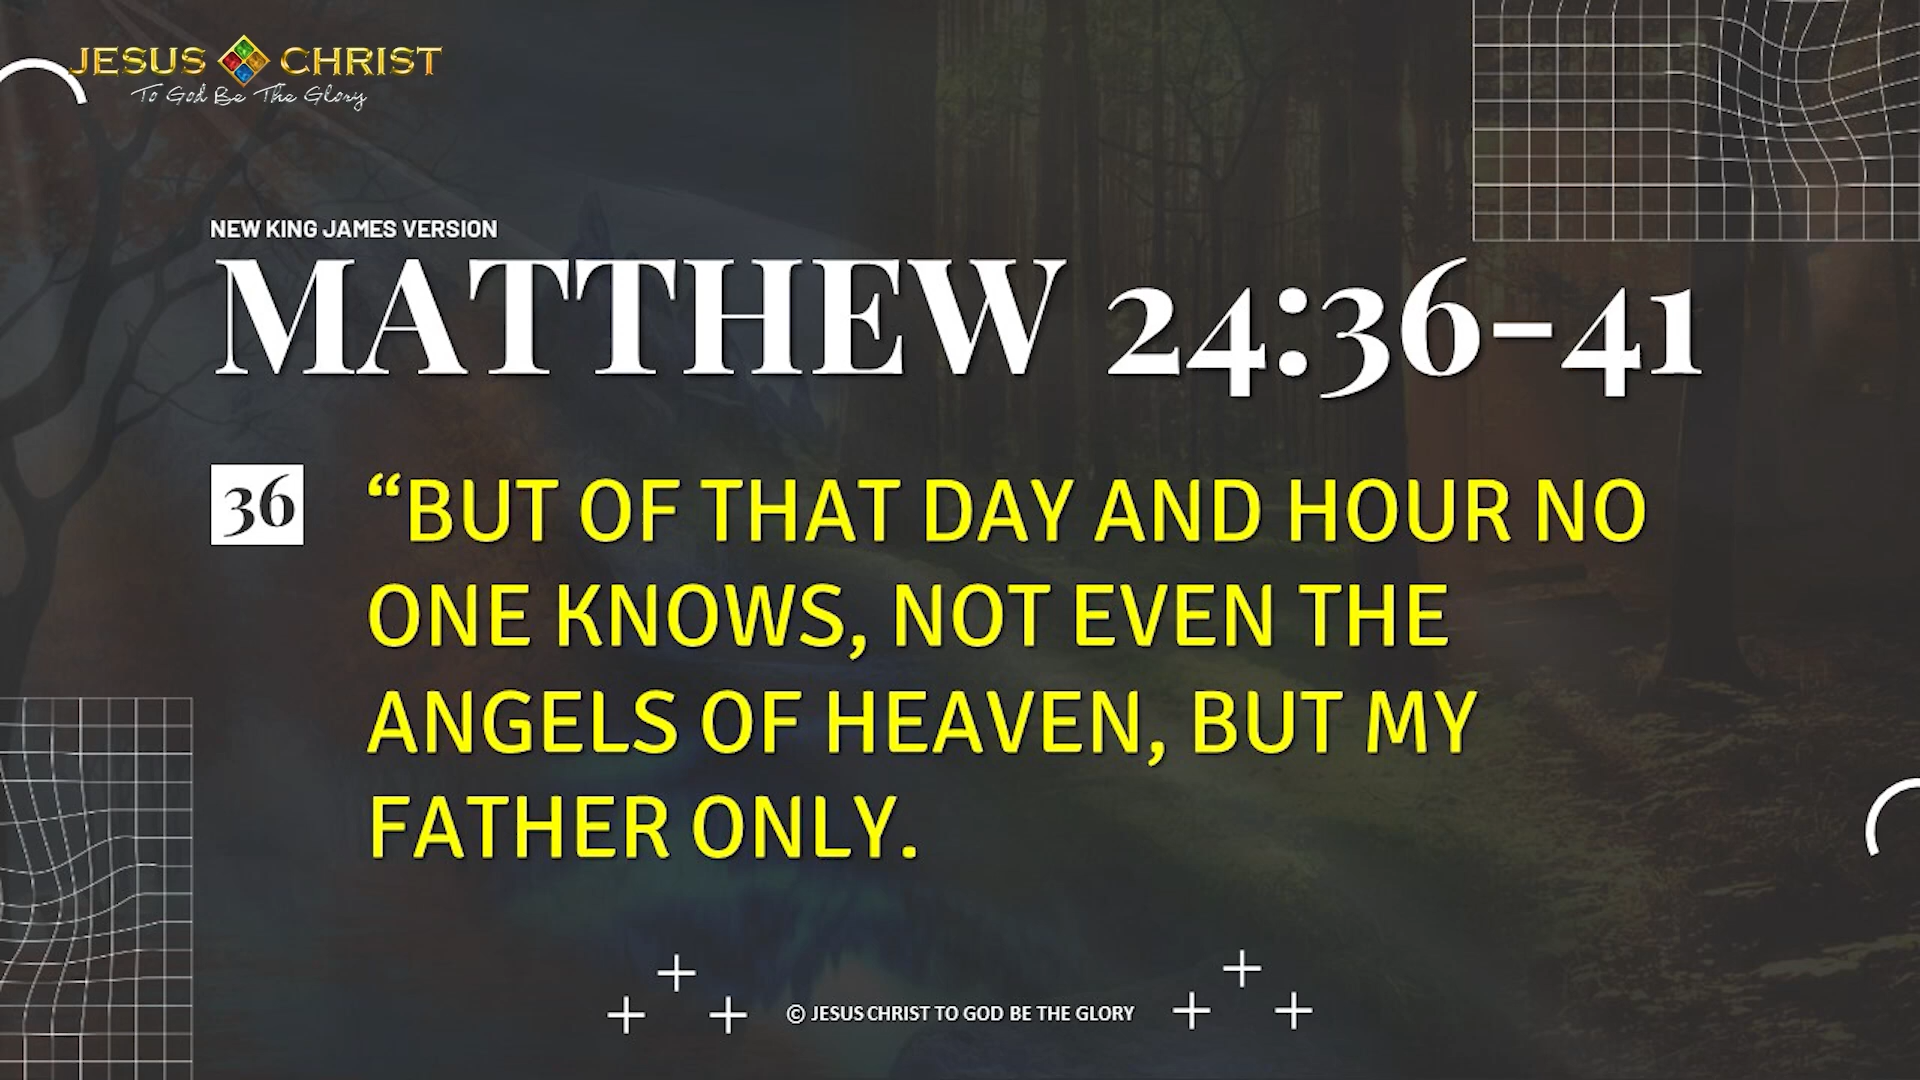 JESUS CHRIST
To God Be The Glory
NEW KING JAMES VERSION
MATTHEW 24:36-41
36 “BUT OF THAT DAY AND HOUR NO
ONE KNOWS, NOT EVEN THE
ANGELS OF HEAVEN, BUT MY
FATHER ONLY.
© JESUS CHRIST TO GOD BE THE GLORY